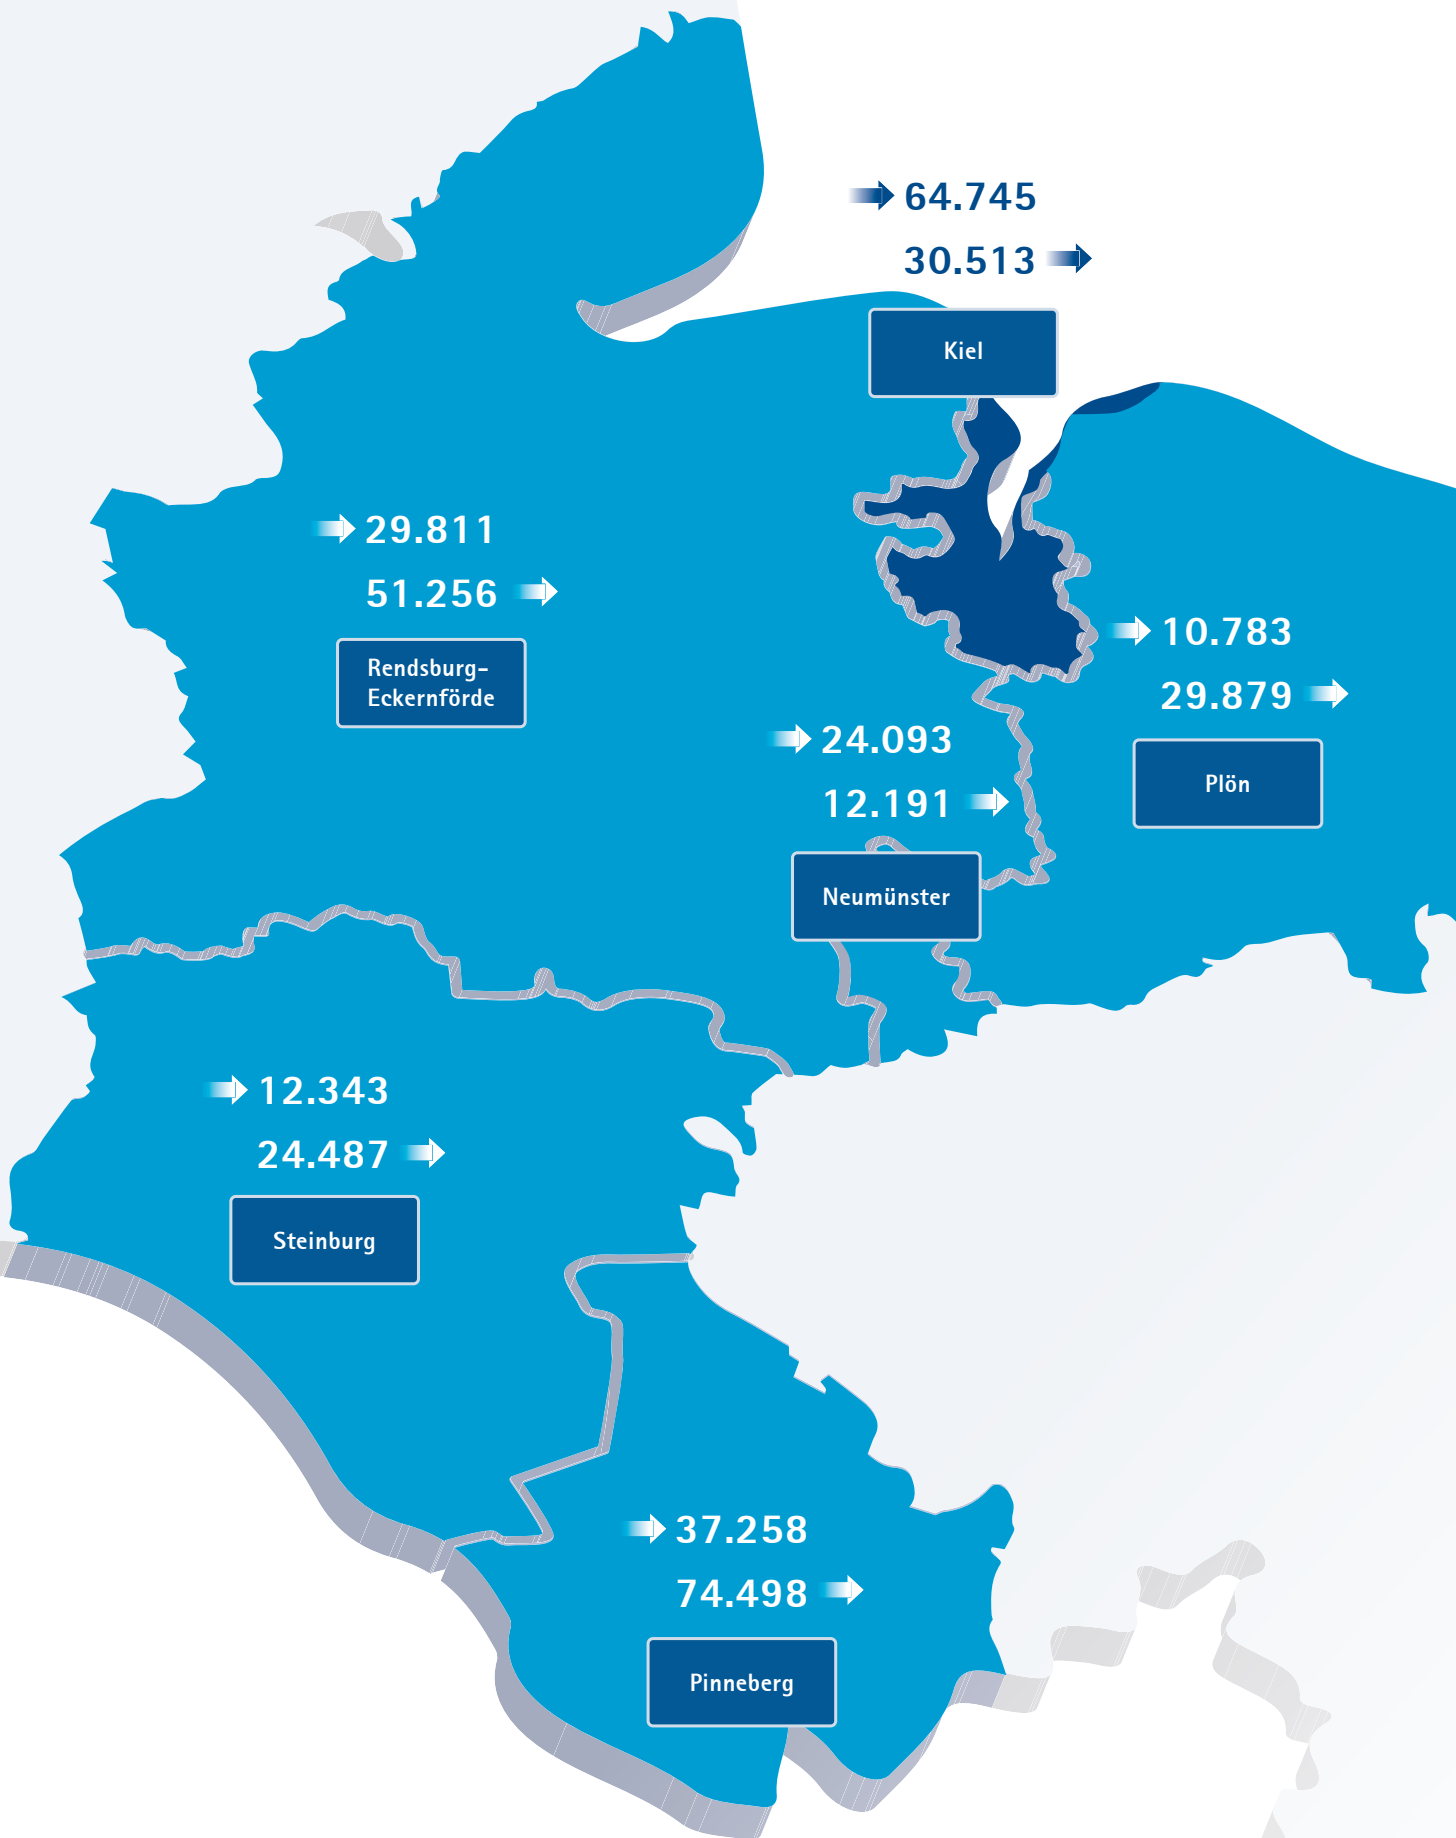 64.745
30.513
Kiel
29.811
51.256
Rendsburg-
Eckernförde
10.783
29.879
Plön
24.093
12.191
Neumünster
12.343
24.487
Steinburg
37.258
74.498
Pinneberg